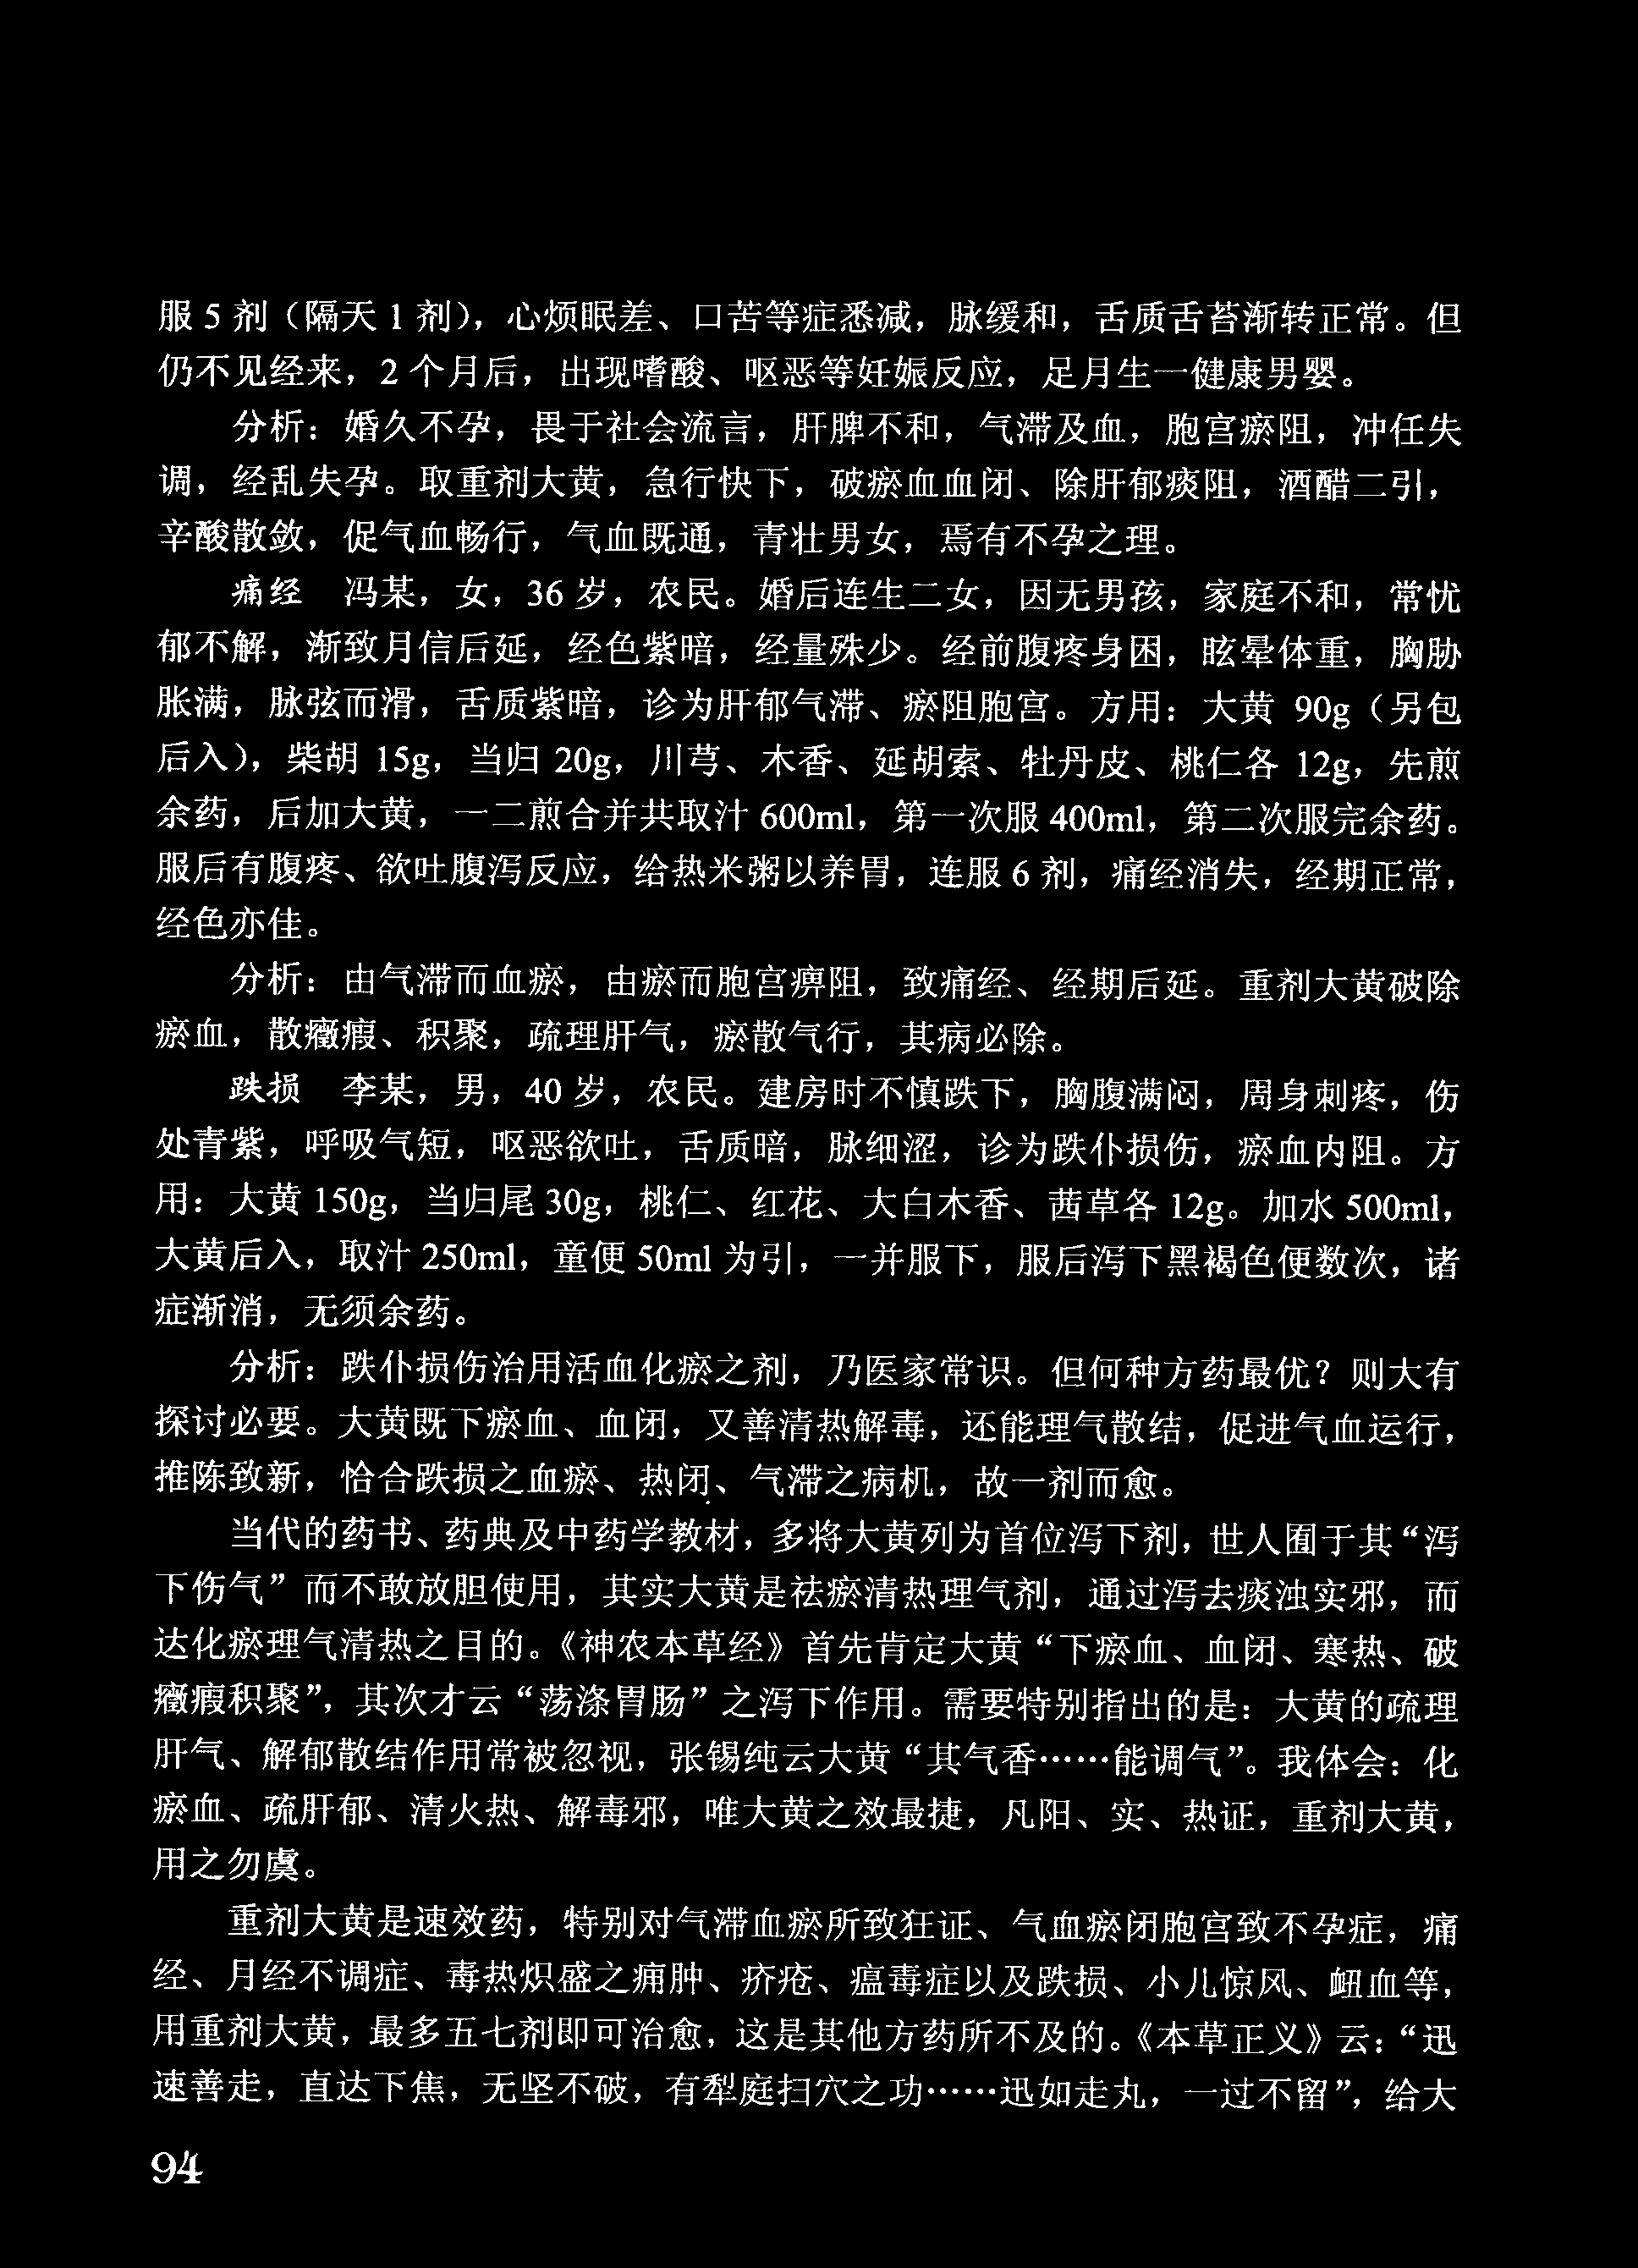 服 5 剂（隔天 1 剂），心烦眠差、口苦等症悉减，脉缓和，舌质舌苔渐转正常。但
仍不见经来，2 个月后，出现嗜酸、呕恶等妊娠反应，足月生一健康男婴。
分析：婚久不孕，畏于社会流言，肝脾不和，气滞及血，胞宫瘀阻，冲任失
调，经乱失孕。取重剂大黄，急行快下，破瘀血血闭、除肝郁痰阻，酒醋二引，
辛酸散敛，促气血畅行，气血既通，青壮男女，焉有不孕之理。
痛经　冯某，女，36 岁，农民。婚后连生二女，因无男孩，家庭不和，常忧
郁不解，渐致月信后延，经色紫暗，经量殊少。经前腹疼身困，眩晕体重，胸胁
胀满，脉弦而滑，舌质紫暗，诊为肝郁气滞、瘀阻胞宫。方用：大黄 90g（另包
后入），柴胡 15g，当归 20g，川芎、木香、延胡索、牡丹皮、桃仁各 12g，先煎
余药，后加大黄，一二煎合并共取汁 600ml，第一次服 400ml，第二次服完余药。
服后有腹疼、欲吐腹泻反应，给热米粥以养胃，连服 6 剂，痛经消失，经期正常，
经色亦佳。
分析：由气滞而血瘀，由瘀而胞宫痹阻，致痛经、经期后延。重剂大黄破除
瘀血，散癥瘕、积聚，疏理肝气，瘀散气行，其病必除。
跌损　李某，男，40 岁，农民。建房时不慎跌下，胸腹满闷，周身刺疼，伤
处青紫，呼吸气短，呕恶欲吐，舌质暗，脉细涩，诊为跌仆损伤，瘀血内阻。方
用：大黄 150g，当归尾 30g，桃仁、红花、大白木香、茜草各 12g。加水 500ml，
大黄后入，取汁 250ml，童便 50ml 为引，一并服下，服后泻下黑褐色便数次，诸
症渐消，无须余药。
分析：跌仆损伤治用活血化瘀之剂，乃医家常识。但何种方药最优？则大有
探讨必要。大黄既下瘀血、血闭，又善清热解毒，还能理气散结，促进气血运行，
推陈致新，恰合跌损之血瘀、热闭、气滞之病机，故一剂而愈。
当代的药书、药典及中药学教材，多将大黄列为首位泻下剂，世人囿于其“泻
下伤气”而不敢放胆使用，其实大黄是祛瘀清热理气剂，通过泻去痰浊实邪，而
达化瘀理气清热之目的。《神农本草经》首先肯定大黄“下瘀血、血闭、寒热、破
癥瘕积聚”，其次才云“荡涤胃肠”之泻下作用。需要特别指出的是：大黄的疏理
肝气、解郁散结作用常被忽视，张锡纯云大黄“其气香……能调气”。我体会：化
瘀血、疏肝郁、清火热、解毒邪，唯大黄之效最捷，凡阳、实、热证，重剂大黄，
用之勿虞。
重剂大黄是速效药，特别对气滞血瘀所致狂证、气血瘀闭胞宫致不孕症，痛
经、月经不调症、毒热炽盛之痈肿、疥疮、瘟毒症以及跌损、小儿惊风、衄血等，
用重剂大黄，最多五七剂即可治愈，这是其他方药所不及的。《本草正义》云：“迅
速善走，直达下焦，无坚不破，有犁庭扫穴之功……迅如走丸，一过不留”，给大
94